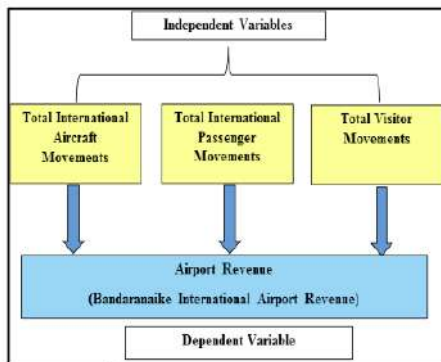 Independent Variables
Total International
Aircraft
Movements
Total International
Passenger
Movements
Total Visitor
Movements
Airport Revenue
(Bandaranaike International Airport Revenue)
Dependent Variable